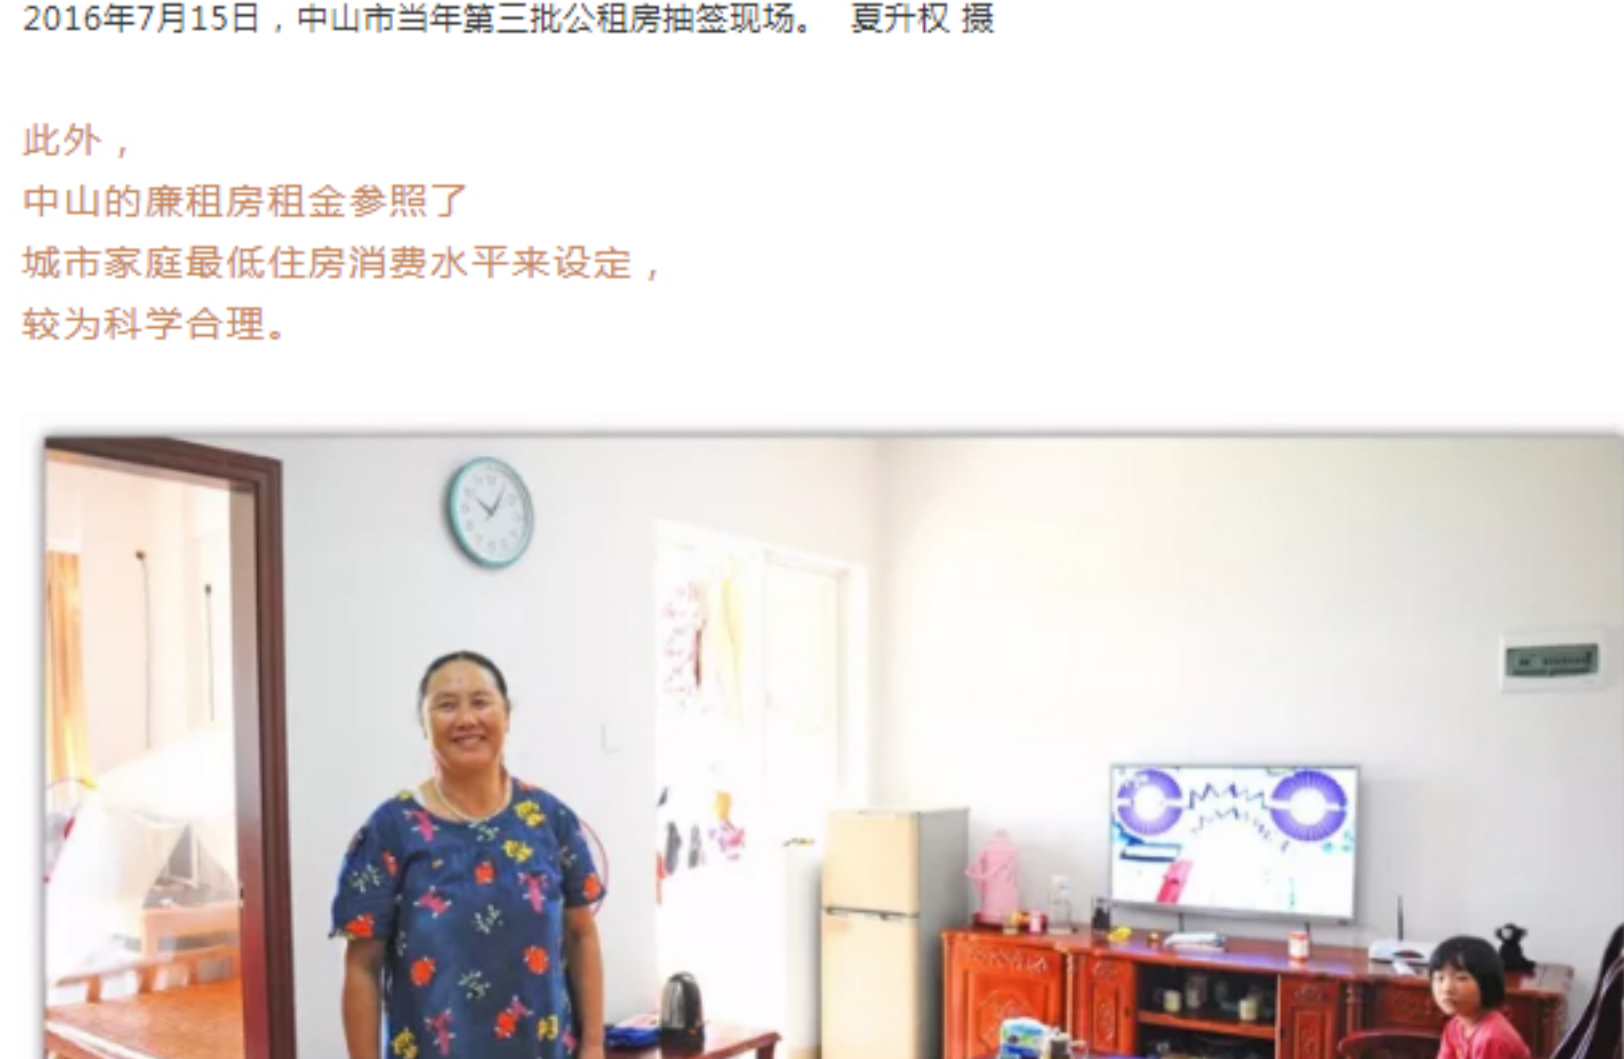 2016年7月15日，中山市当年第三批公租房抽签现场。 夏升权 摄
此外，
中山的廉租房租金参照了
城市家庭最低住房消费水平来设定，
较为科学合理。